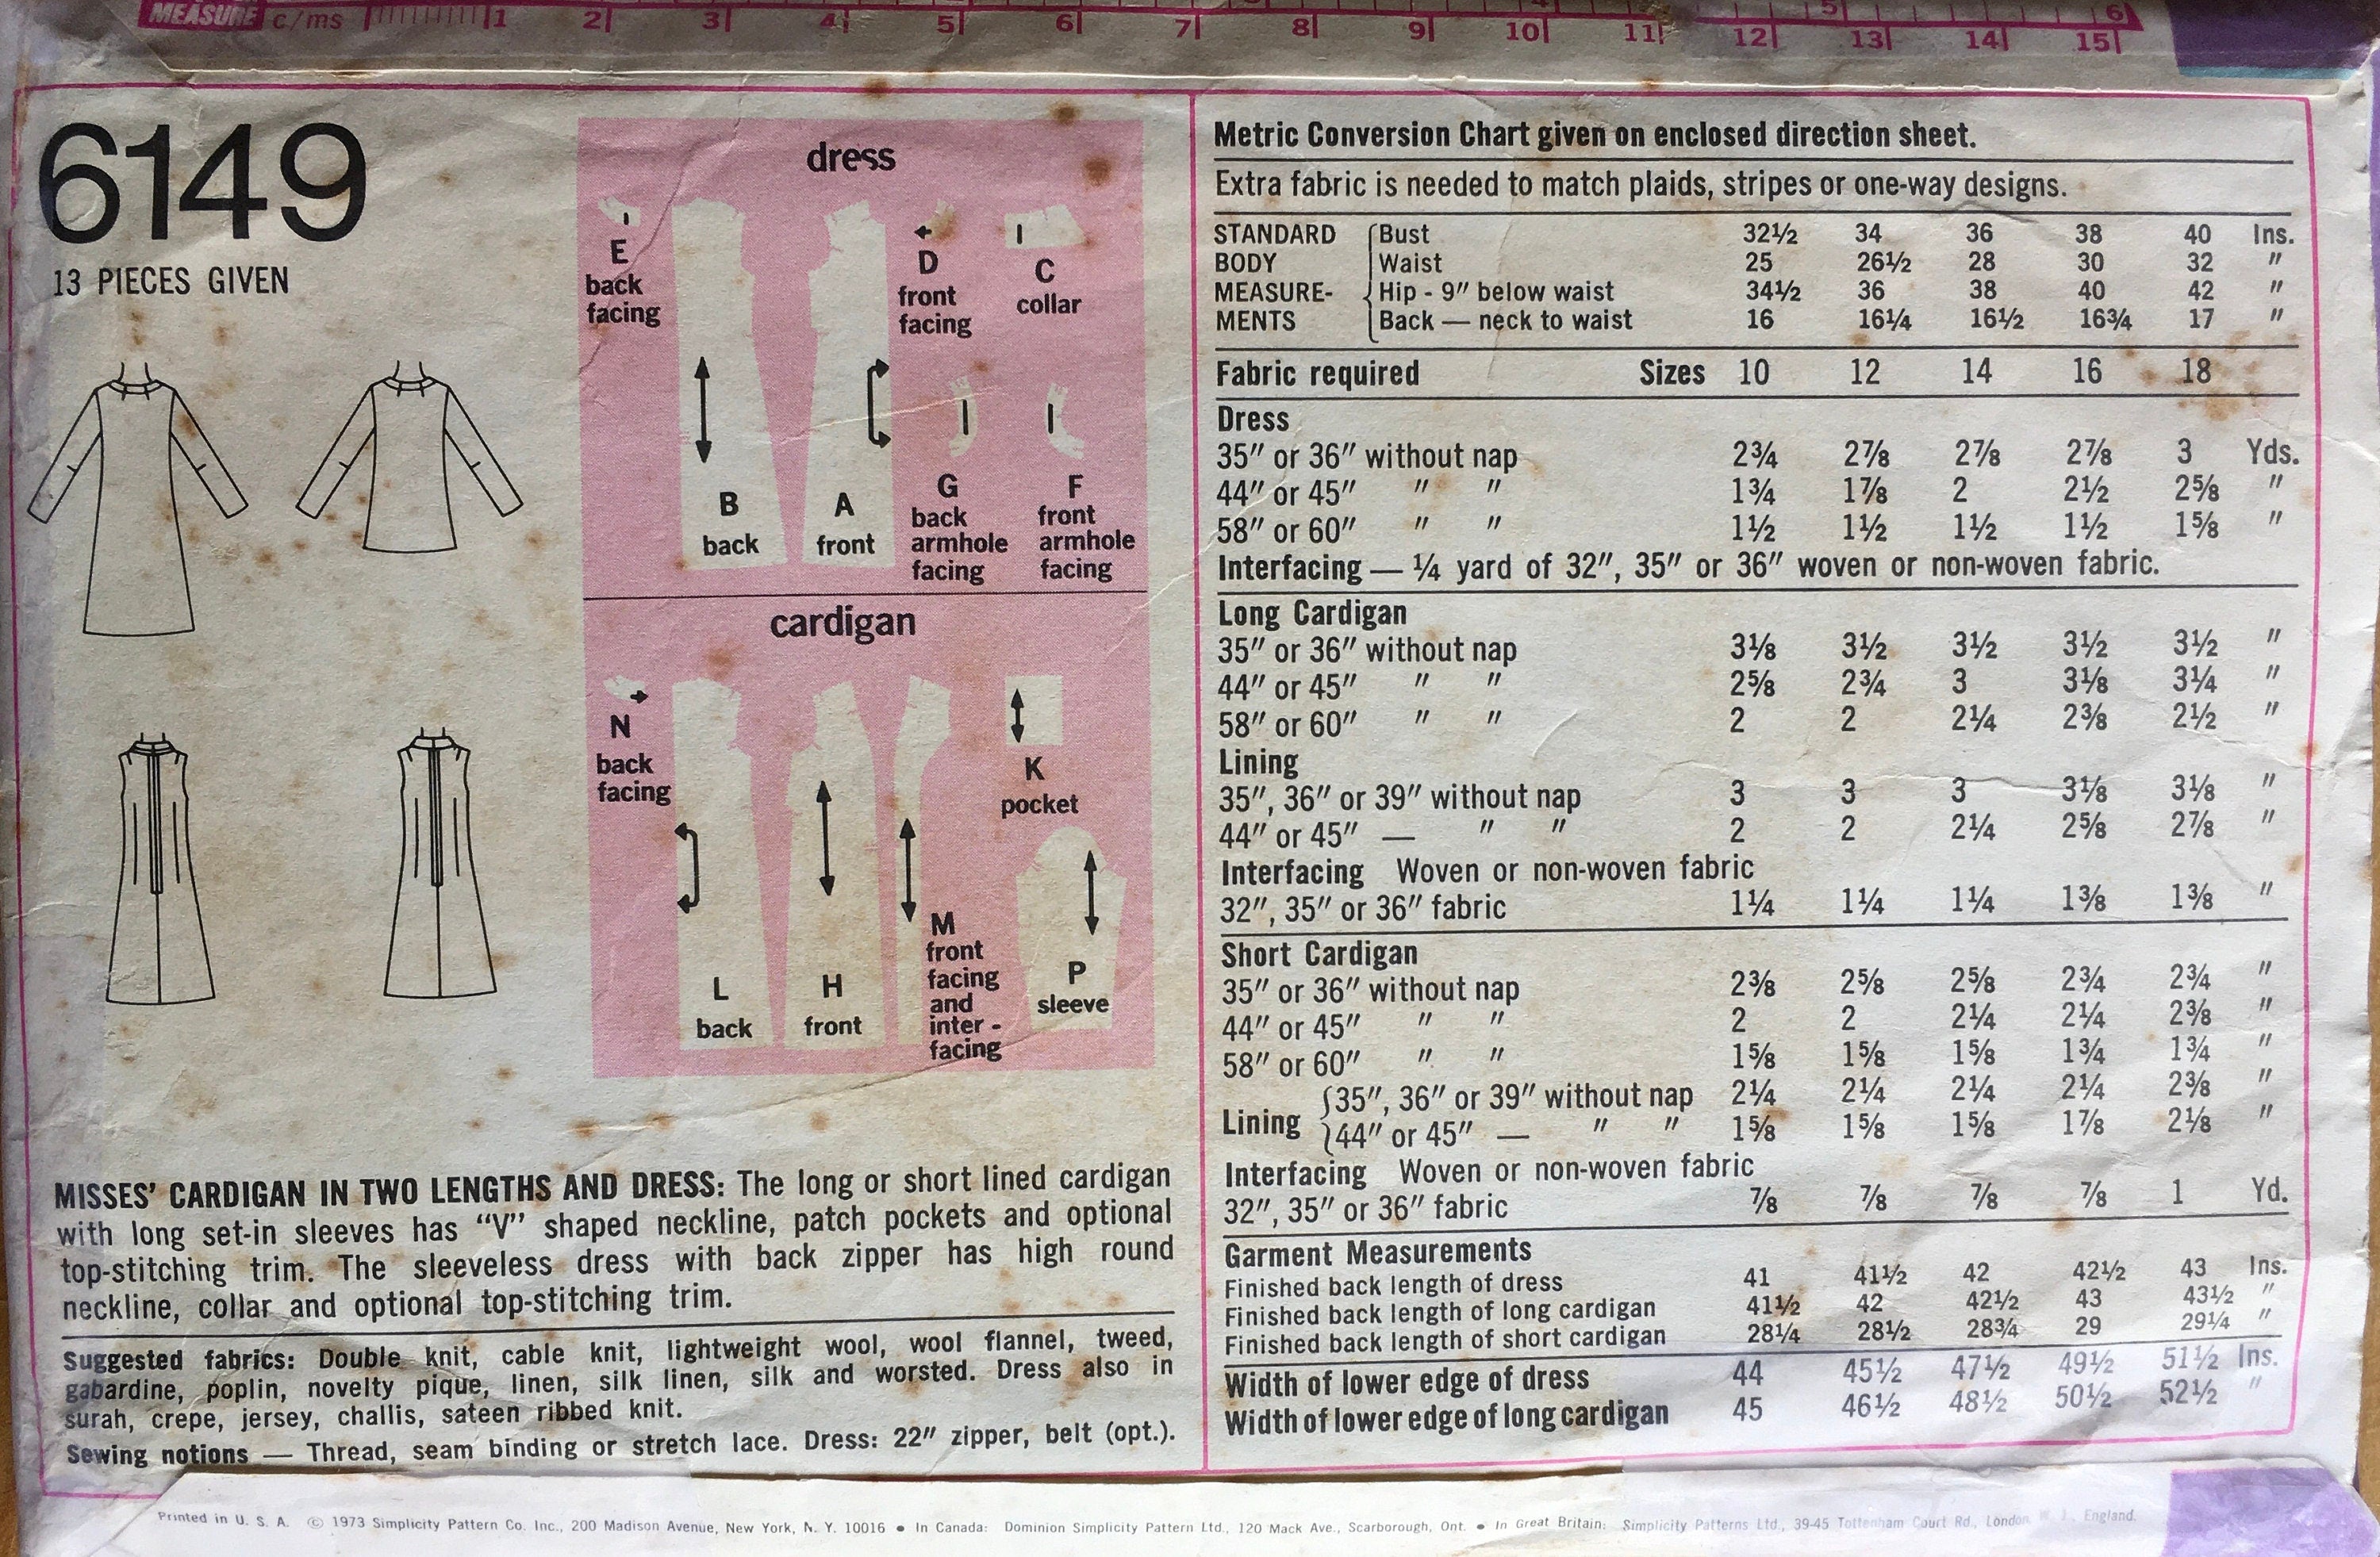 MEASURE c/ms 1 2 3 4 5 6 7 8 9 10 11 12 13 14 15
5 6
6149
13 PIECES GIVEN
dress
E
back
facing
B
back
A
front
D
front
facing
C
collar
G
back
armhole
facing
F
front
armhole
facing
cardigan
N
back
facing
L
back
H
front
M
front
facing
and
inter -
facing
K
pocket
P
sleeve
MISSES' CARDIGAN IN TWO LENGTHS AND DRESS: The long or short lined cardigan
with long set-in sleeves has "V" shaped neckline, patch pockets and optional
top-stitching trim. The sleeveless dress with back zipper has high round
neckline, collar and optional top-stitching trim.
Suggested fabrics: Double knit, cable knit, lightweight wool, wool flannel, tweed,
gabardine, poplin, novelty pique, linen, silk linen, silk and worsted. Dress also in
surah, crepe, jersey, challis, sateen ribbed knit.
Sewing notions — Thread, seam binding or stretch lace. Dress: 22" zipper, belt (opt.).
Metric Conversion Chart given on enclosed direction sheet.
Extra fabric is needed to match plaids, stripes or one-way designs.
STANDARD Bust 32½ 34 36 38 40 Ins.
BODY Waist 25 26½ 28 30 32 "
MEASURE- Hip - 9" below waist 34½ 36 38 40 42 "
MENTS Back — neck to waist 16 16¼ 16½ 16¾ 17 "
Fabric required Sizes 10 12 14 16 18
Dress
35" or 36" without nap 2¾ 2⅞ 2⅞ 2⅞ 3 Yds.
44" or 45" " " 1¾ 1⅞ 2 2½ 2⅝ "
58" or 60" " " 1½ 1½ 1½ 1½ 1⅝ "
Interfacing — ¼ yard of 32", 35" or 36" woven or non-woven fabric.
Long Cardigan
35" or 36" without nap 3⅛ 3½ 3½ 3½ 3½ "
44" or 45" " " 2⅝ 2¾ 3 3⅛ 3¼ "
58" or 60" " " 2 2 2¼ 2⅜ 2½ "
Lining
35", 36" or 39" without nap 3 3 3 3⅛ 3⅛ "
44" or 45" — " " 2 2 2¼ 2⅝ 2⅞ "
Interfacing Woven or non-woven fabric
32", 35" or 36" fabric 1¼ 1¼ 1¼ 1⅜ 1⅜ "
Short Cardigan
35" or 36" without nap 2⅜ 2⅝ 2⅝ 2¾ 2¾ "
44" or 45" " " 2 2 2¼ 2¼ 2⅜ "
58" or 60" " " 1⅝ 1⅝ 1⅝ 1¾ 1¾ "
Lining 35", 36" or 39" without nap 2¼ 2¼ 2¼ 2¼ 2⅜ "
44" or 45" — " " 1⅝ 1⅝ 1⅝ 1⅞ 2⅛ "
Interfacing Woven or non-woven fabric
32", 35" or 36" fabric ⅞ ⅞ ⅞ ⅞ 1 Yd.
Garment Measurements
Finished back length of dress 41 41½ 42 42½ 43 Ins.
Finished back length of long cardigan 41½ 42 42½ 43 43½ "
Finished back length of short cardigan 28¼ 28½ 28¾ 29 29¼ "
Width of lower edge of dress 44 45½ 47½ 49½ 51½ Ins.
Width of lower edge of long cardigan 45 46½ 48½ 50½ 52½ "
Printed in U. S. A. © 1973 Simplicity Pattern Co. Inc., 200 Madison Avenue, New York, N. Y. 10016 • In Canada: Dominion Simplicity Pattern Ltd., 120 Mack Ave., Scarborough, Ont. • In Great Britain: Simplicity Patterns Ltd., 39-45 Tottenham Court Rd., London England.